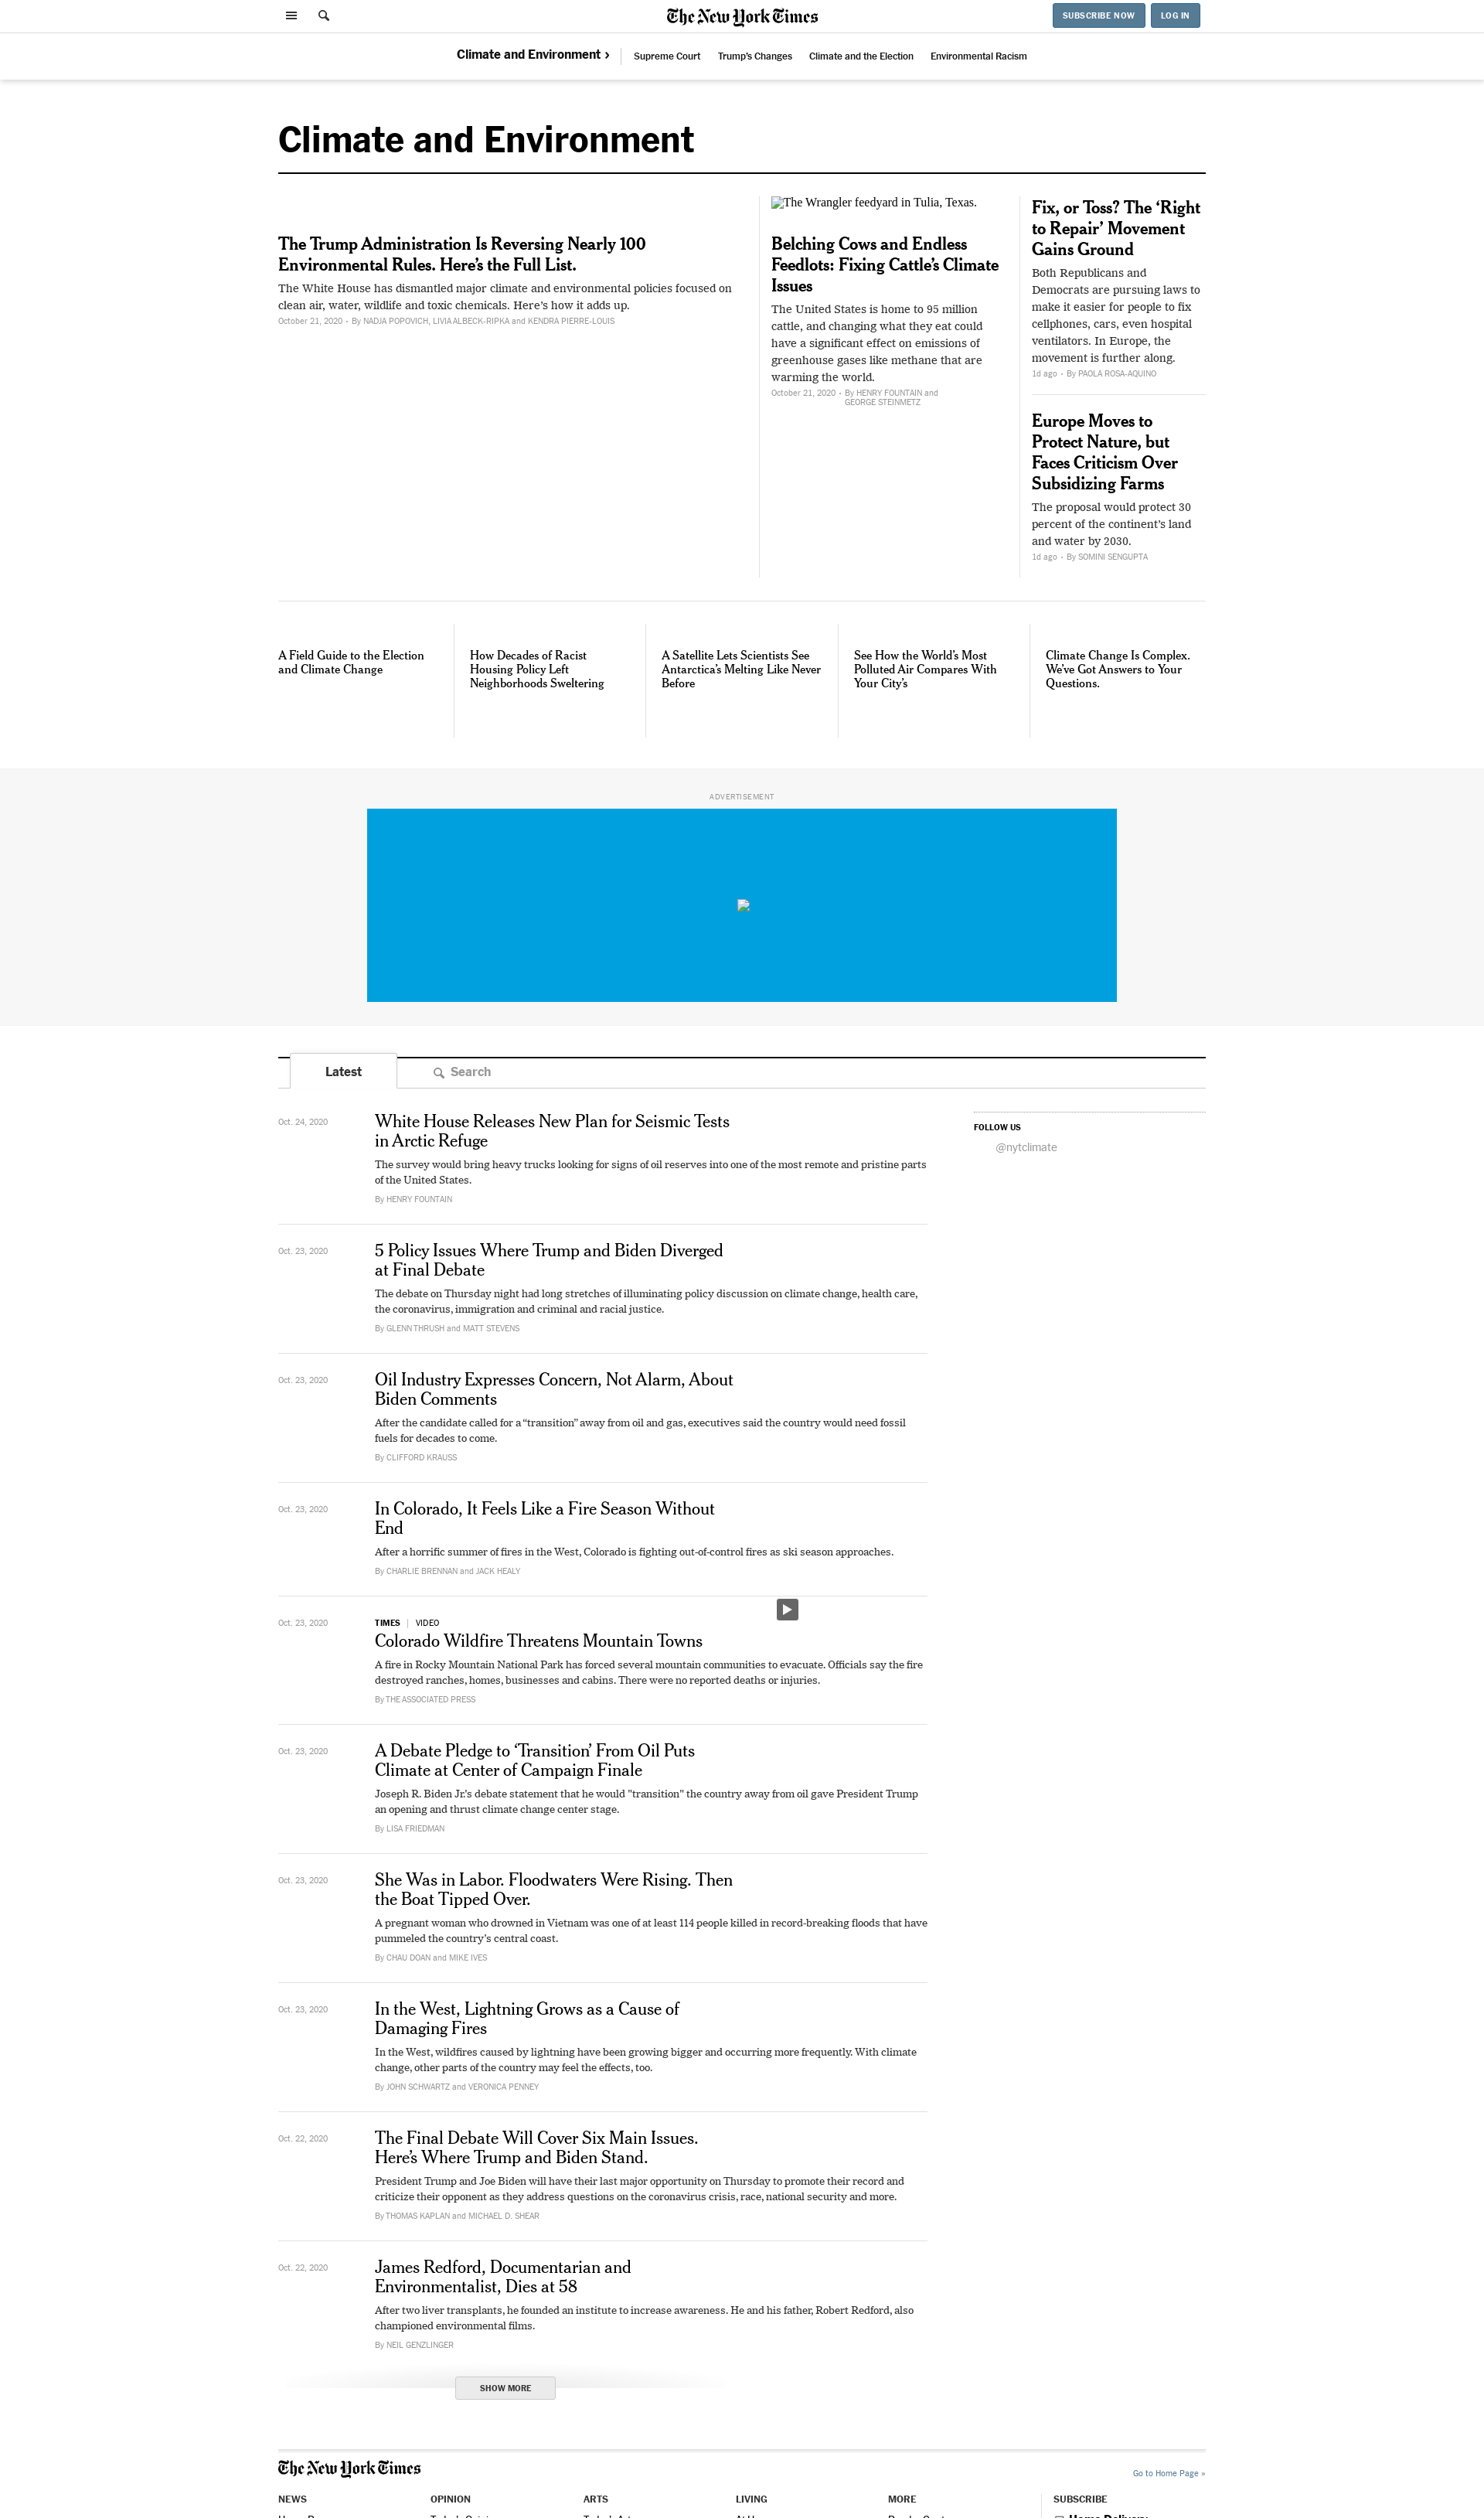 The New York Times
SUBSCRIBE NOW
LOG IN
Climate and Environment ›
Supreme Court
Trump's Changes
Climate and the Election
Environmental Racism
Climate and Environment
The Trump Administration Is Reversing Nearly 100
Environmental Rules. Here's the Full List.
The White House has dismantled major climate and environmental policies focused on
clean air, water, wildlife and toxic chemicals. Here's how it adds up.
October 21, 2020 • By NADJA POPOVICH, LIVIA ALBECK-RIPKA and KENDRA PIERRE-LOUIS
The Wrangler feedyard in Tulia, Texas.
Belching Cows and Endless
Feedlots: Fixing Cattle's Climate
Issues
The United States is home to 95 million
cattle, and changing what they eat could
have a significant effect on emissions of
greenhouse gases like methane that are
warming the world.
October 21, 2020 • By HENRY FOUNTAIN and
GEORGE STEINMETZ
Fix, or Toss? The 'Right
to Repair' Movement
Gains Ground
Both Republicans and
Democrats are pursuing laws to
make it easier for people to fix
cellphones, cars, even hospital
ventilators. In Europe, the
movement is further along.
1d ago • By PAOLA ROSA-AQUINO
Europe Moves to
Protect Nature, but
Faces Criticism Over
Subsidizing Farms
The proposal would protect 30
percent of the continent's land
and water by 2030.
1d ago • By SOMINI SENGUPTA
A Field Guide to the Election
and Climate Change
How Decades of Racist
Housing Policy Left
Neighborhoods Sweltering
A Satellite Lets Scientists See
Antarctica's Melting Like Never
Before
See How the World's Most
Polluted Air Compares With
Your City's
Climate Change Is Complex.
We've Got Answers to Your
Questions.
ADVERTISEMENT
Latest
Search
Oct. 24, 2020
White House Releases New Plan for Seismic Tests
in Arctic Refuge
The survey would bring heavy trucks looking for signs of oil reserves into one of the most remote and pristine parts
of the United States.
By HENRY FOUNTAIN
FOLLOW US
@nytclimate
Oct. 23, 2020
5 Policy Issues Where Trump and Biden Diverged
at Final Debate
The debate on Thursday night had long stretches of illuminating policy discussion on climate change, health care,
the coronavirus, immigration and criminal and racial justice.
By GLENN THRUSH and MATT STEVENS
Oct. 23, 2020
Oil Industry Expresses Concern, Not Alarm, About
Biden Comments
After the candidate called for a “transition” away from oil and gas, executives said the country would need fossil
fuels for decades to come.
By CLIFFORD KRAUSS
Oct. 23, 2020
In Colorado, It Feels Like a Fire Season Without
End
After a horrific summer of fires in the West, Colorado is fighting out-of-control fires as ski season approaches.
By CHARLIE BRENNAN and JACK HEALY
Oct. 23, 2020
TIMES | VIDEO
Colorado Wildfire Threatens Mountain Towns
A fire in Rocky Mountain National Park has forced several mountain communities to evacuate. Officials say the fire
destroyed ranches, homes, businesses and cabins. There were no reported deaths or injuries.
By THE ASSOCIATED PRESS
Oct. 23, 2020
A Debate Pledge to ‘Transition’ From Oil Puts
Climate at Center of Campaign Finale
Joseph R. Biden Jr.'s debate statement that he would "transition" the country away from oil gave President Trump
an opening and thrust climate change center stage.
By LISA FRIEDMAN
Oct. 23, 2020
She Was in Labor. Floodwaters Were Rising. Then
the Boat Tipped Over.
A pregnant woman who drowned in Vietnam was one of at least 114 people killed in record-breaking floods that have
pummeled the country's central coast.
By CHAU DOAN and MIKE IVES
Oct. 23, 2020
In the West, Lightning Grows as a Cause of
Damaging Fires
In the West, wildfires caused by lightning have been growing bigger and occurring more frequently. With climate
change, other parts of the country may feel the effects, too.
By JOHN SCHWARTZ and VERONICA PENNEY
Oct. 22, 2020
The Final Debate Will Cover Six Main Issues.
Here's Where Trump and Biden Stand.
President Trump and Joe Biden will have their last major opportunity on Thursday to promote their record and
criticize their opponent as they address questions on the coronavirus crisis, race, national security and more.
By THOMAS KAPLAN and MICHAEL D. SHEAR
Oct. 22, 2020
James Redford, Documentarian and
Environmentalist, Dies at 58
After two liver transplants, he founded an institute to increase awareness. He and his father, Robert Redford, also
championed environmental films.
By NEIL GENZLINGER
SHOW MORE
The New York Times
Go to Home Page »
NEWS
OPINION
ARTS
LIVING
MORE
SUBSCRIBE